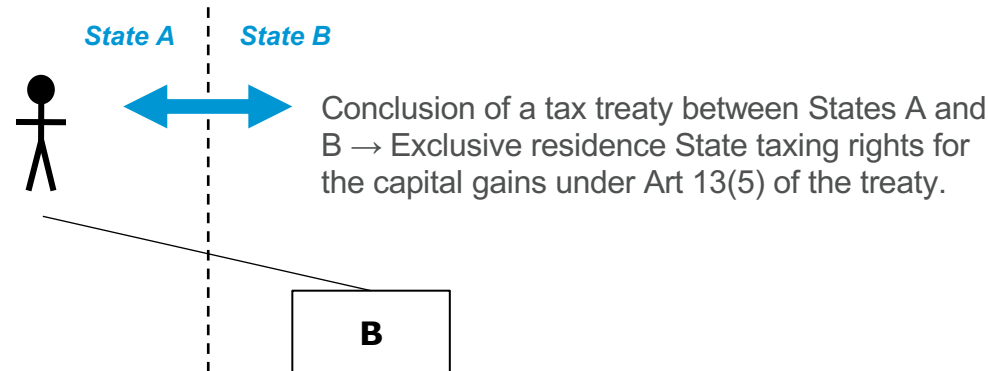 State A State B
Conclusion of a tax treaty between States A and
B → Exclusive residence State taxing rights for
the capital gains under Art 13(5) of the treaty.
B